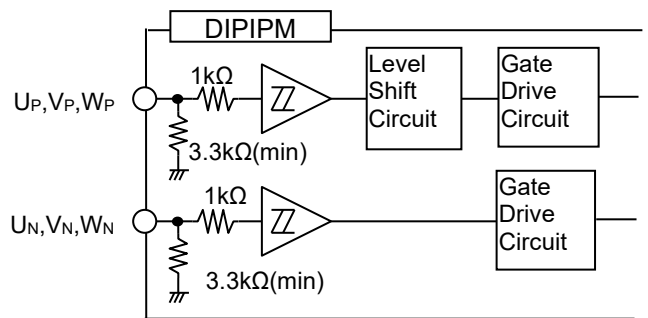 DIPIPM
1kΩ
Level
Shift
Circuit
Gate
Drive
Circuit
UP,VP,WP
3.3kΩ(min)
1kΩ
Gate
Drive
Circuit
UN,VN,WN
3.3kΩ(min)